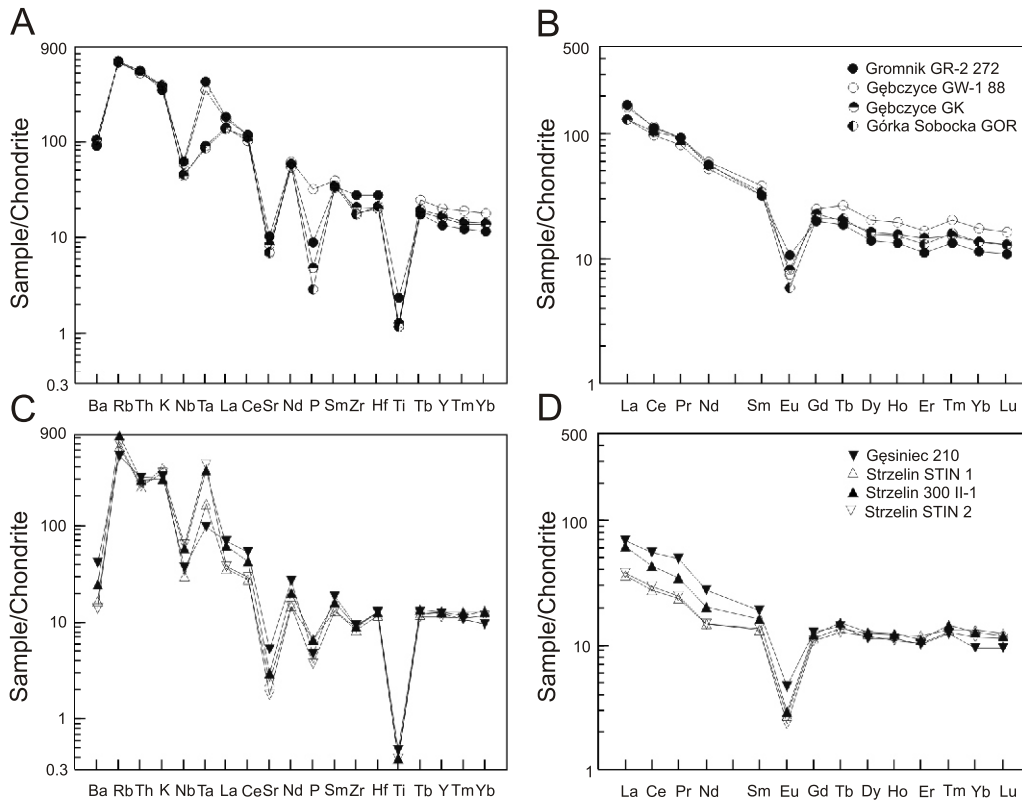 A
900
100
10
1
0.3
Sample/Chondrite
Ba Rb Th K Nb Ta La Ce Sr Nd P Sm Zr Hf Ti Tb Y Tm Yb
B
500
100
10
1
Sample/Chondrite
Gromnik GR-2 272
Gębczyce GW-1 88
Gębczyce GK
Górka Sobocka GOR
La Ce Pr Nd Sm Eu Gd Tb Dy Ho Er Tm Yb Lu
C
900
100
10
1
0.3
Sample/Chondrite
Ba Rb Th K Nb Ta La Ce Sr Nd P Sm Zr Hf Ti Tb Y Tm Yb
D
500
100
10
1
Sample/Chondrite
Gęsiniec 210
Strzelin STIN 1
Strzelin 300 II-1
Strzelin STIN 2
La Ce Pr Nd Sm Eu Gd Tb Dy Ho Er Tm Yb Lu